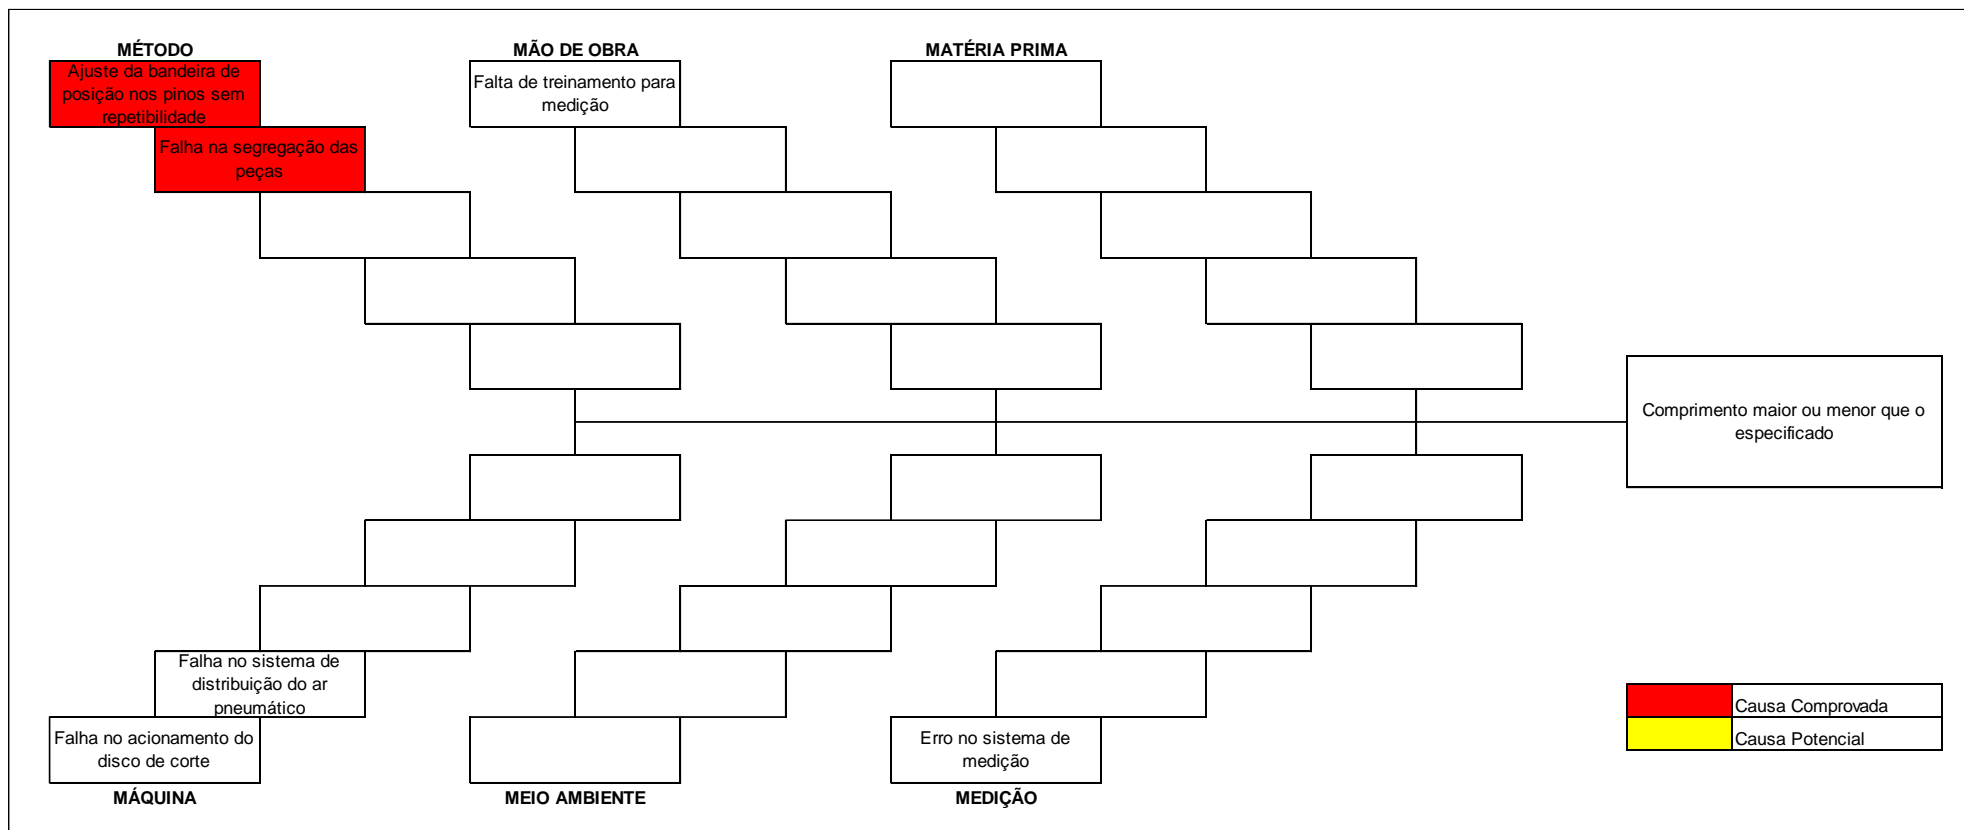 MÉTODO
MÃO DE OBRA
MATÉRIA PRIMA
Ajuste da bandeira de
posição nos pinos sem
repetibilidade
Falta de treinamento para
medição
Falha na segregação das
peças
Comprimento maior ou menor que o
especificado
Falha no sistema de
distribuição do ar
pneumático
Falha no acionamento do
disco de corte
Erro no sistema de
medição
Causa Comprovada
Causa Potencial
MÁQUINA
MEIO AMBIENTE
MEDIÇÃO